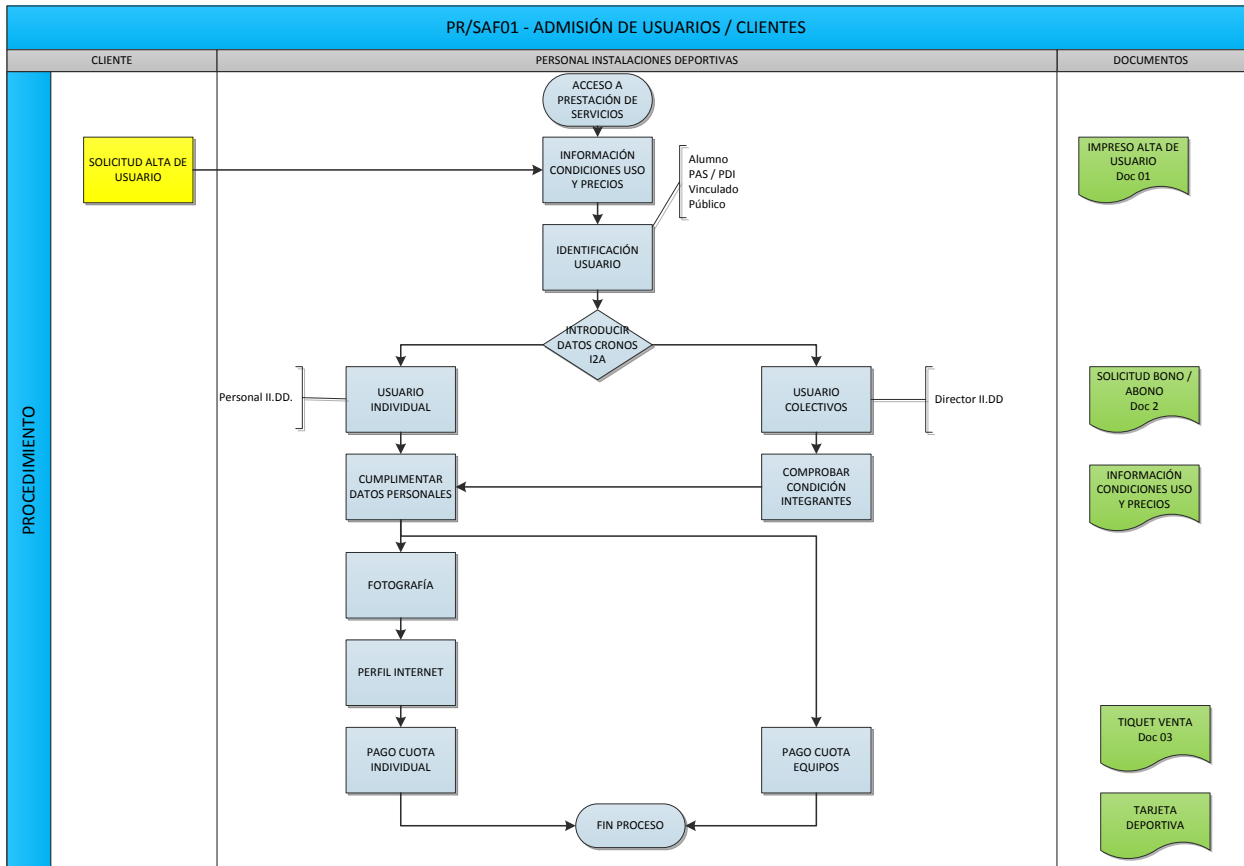 PR/SAF01 - ADMISIÓN DE USUARIOS / CLIENTES
CLIENTE
PERSONAL INSTALACIONES DEPORTIVAS
DOCUMENTOS
PROCEDIMIENTO
ACCESO A
PRESTACIÓN DE
SERVICIOS
SOLICITUD ALTA DE
USUARIO
INFORMACIÓN
CONDICIONES USO
Y PRECIOS
Alumno
PAS / PDI
Vinculado
Público
IMPRESO ALTA DE
USUARIO
Doc 01
IDENTIFICACIÓN
USUARIO
INTRODUCIR
DATOS CRONOS
I2A
Personal II.DD.
USUARIO
INDIVIDUAL
USUARIO
COLECTIVOS
Director II.DD
SOLICITUD BONO /
ABONO
Doc 2
CUMPLIMENTAR
DATOS PERSONALES
COMPROBAR
CONDICIÓN
INTEGRANTES
INFORMACIÓN
CONDICIONES USO
Y PRECIOS
FOTOGRAFÍA
PERFIL INTERNET
PAGO CUOTA
INDIVIDUAL
PAGO CUOTA
EQUIPOS
TIQUET VENTA
Doc 03
FIN PROCESO
TARJETA
DEPORTIVA